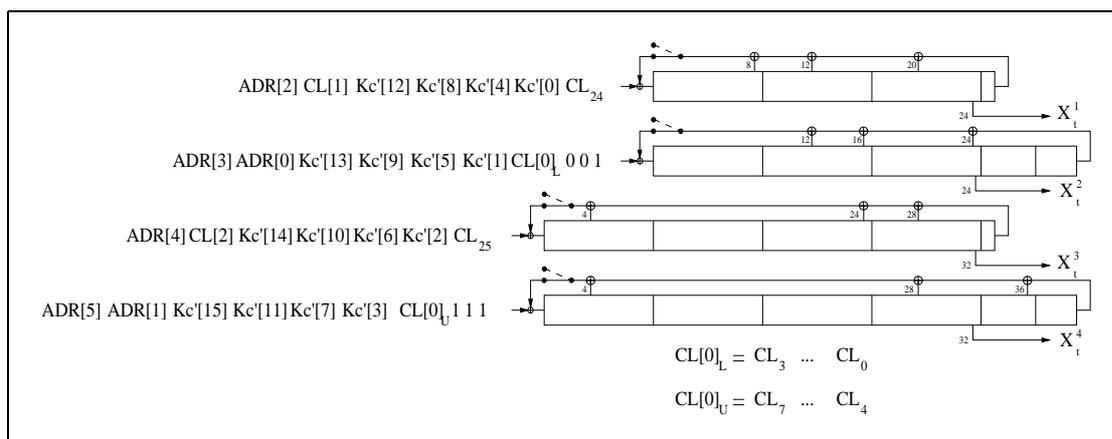 8 12 20
ADR[2] CL[1] Kc'[12] Kc'[8] Kc'[4] Kc'[0] CL24
24 X1t
12 16 24
ADR[3] ADR[0] Kc'[13] Kc'[9] Kc'[5] Kc'[1] CL[0]L 0 0 1
24 X2t
4 24 28
ADR[4] CL[2] Kc'[14] Kc'[10] Kc'[6] Kc'[2] CL25
32 X3t
4 28 36
ADR[5] ADR[1] Kc'[15] Kc'[11] Kc'[7] Kc'[3] CL[0]U 1 1 1
32 X4t
CL[0]L = CL3 ... CL0
CL[0]U = CL7 ... CL4